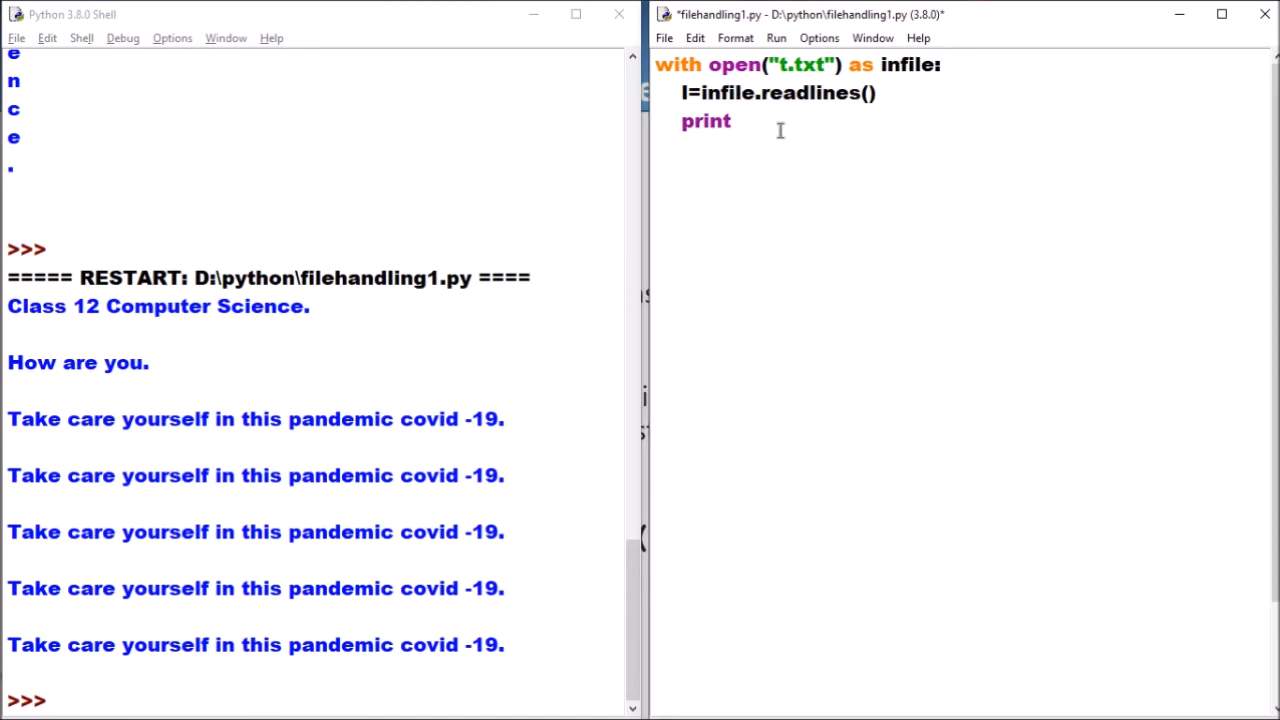 Python 3.8.0 Shell
File Edit Shell Debug Options Window Help
e
n
c
e
.
>>>
===== RESTART: D:\python\filehandling1.py ====
Class 12 Computer Science.
How are you.
Take care yourself in this pandemic covid -19.
Take care yourself in this pandemic covid -19.
Take care yourself in this pandemic covid -19.
Take care yourself in this pandemic covid -19.
Take care yourself in this pandemic covid -19.
>>>
*filehandling1.py - D:\python\filehandling1.py (3.8.0)*
File Edit Format Run Options Window Help
with open("t.txt") as infile:
l=infile.readlines()
print